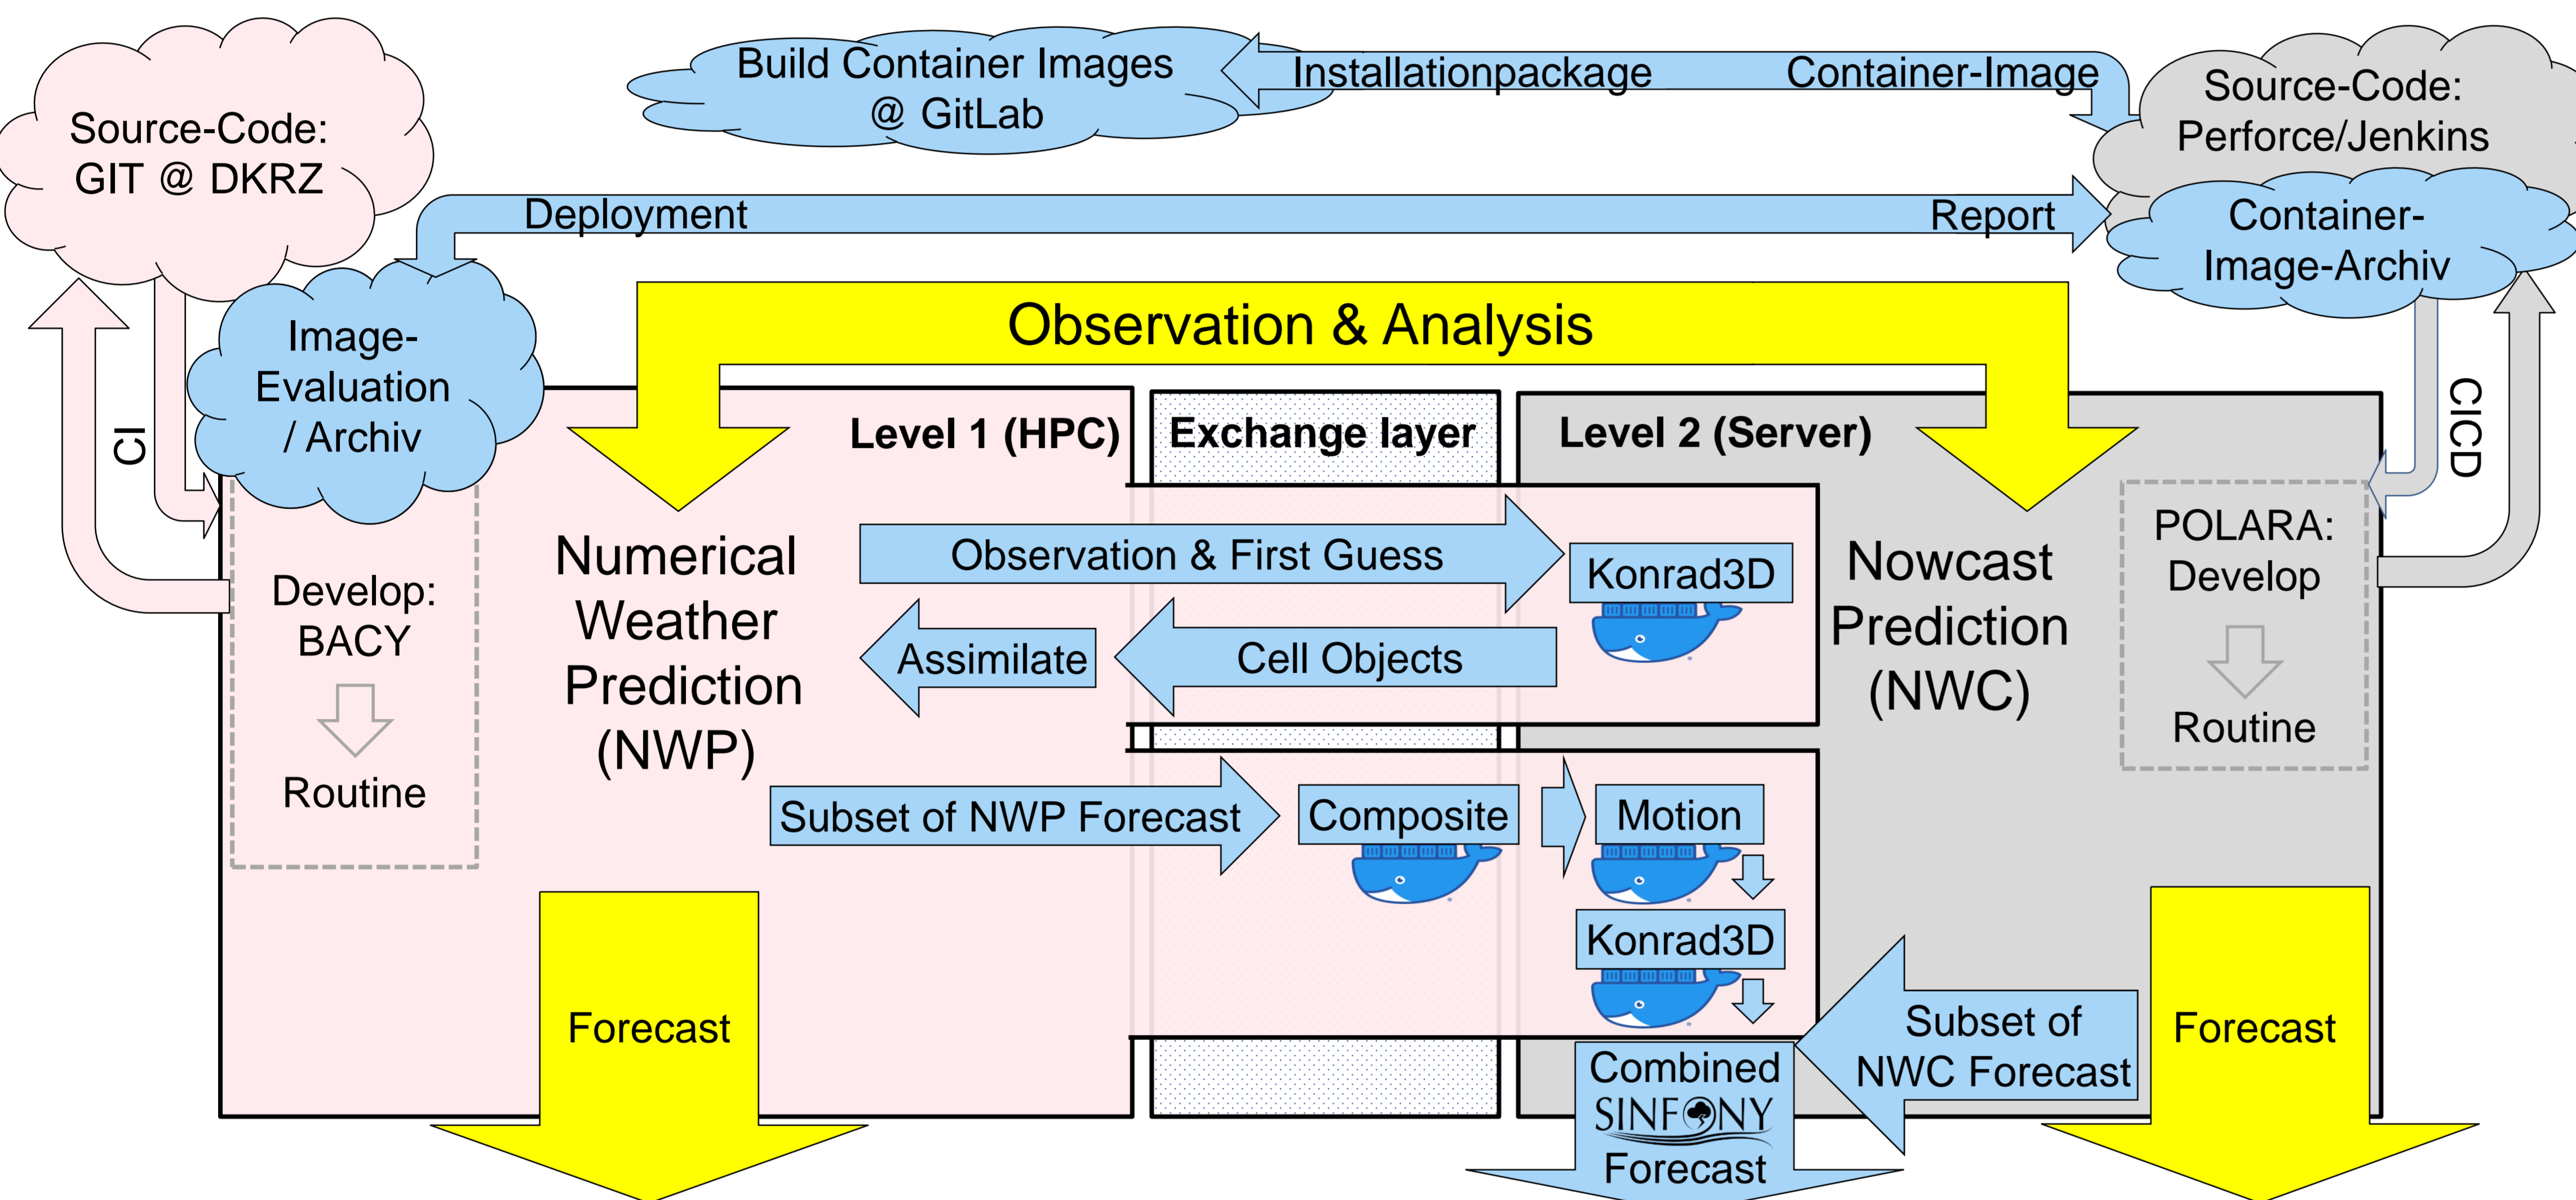 Source-Code:
GIT @ DKRZ
Build Container Images
@ GitLab
Installationpackage
Container-Image
Source-Code:
Perforce/Jenkins
Container-
Image-Archiv
Deployment
Report
Image-
Evaluation
/ Archiv
Observation & Analysis
CI
CICD
Level 1 (HPC)
Exchange layer
Level 2 (Server)
Develop:
BACY
Routine
Numerical
Weather
Prediction
(NWP)
Observation & First Guess
Konrad3D
Assimilate
Cell Objects
Nowcast
Prediction
(NWC)
POLARA:
Develop
Routine
Subset of NWP Forecast
Composite
Motion
Konrad3D
Forecast
Subset of
NWC Forecast
Forecast
Combined
SINFONY
Forecast